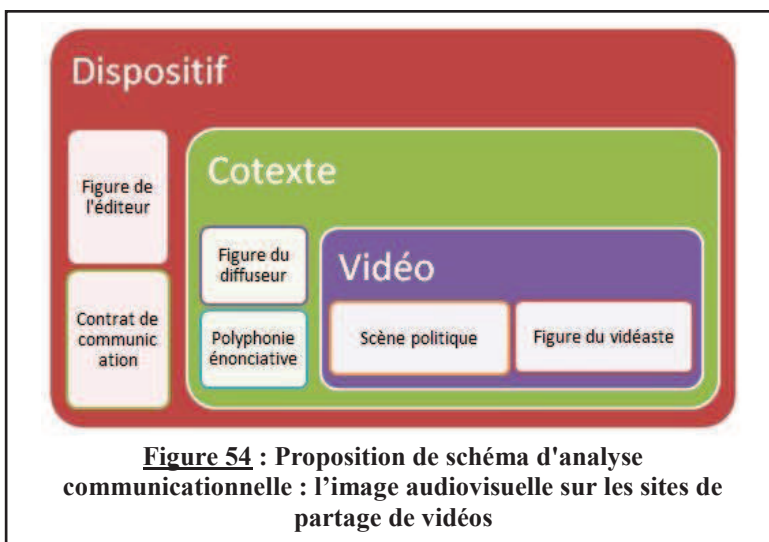 Dispositif
Figure de
l'éditeur
Contrat de
communic
ation
Cotexte
Figure du
diffuseur
Polyphonie
énonciative
Vidéo
Scène politique
Figure du vidéaste
Figure 54 : Proposition de schéma d'analyse
communicationnelle : l’image audiovisuelle sur les sites de
partage de vidéos